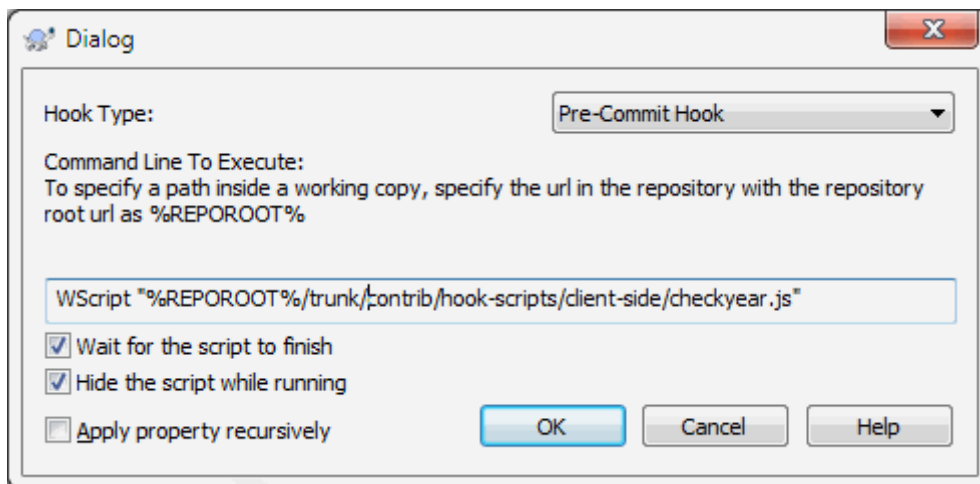 Dialog
Hook Type:
Pre-Commit Hook
Command Line To Execute:
To specify a path inside a working copy, specify the url in the repository with the repository
root url as %REPOROOT%
WScript "%REPOROOT%/trunk/contrib/hook-scripts/client-side/checkyear.js"
Wait for the script to finish
Hide the script while running
Apply property recursively
OK
Cancel
Help